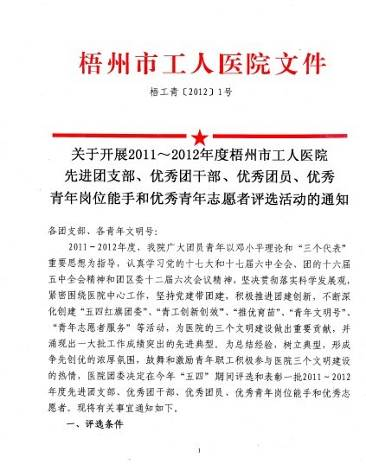 梧州市工人医院文件
梧工青〔2012〕1号
关于开展2011～2012年度梧州市工人医院
先进团支部、优秀团干部、优秀团员、优秀
青年岗位能手和优秀青年志愿者评选活动的通知
各团支部、各青年文明号：
2011－2012年度，我院广大团员青年以邓小平理论和“三个代表”
重要思想为指导，认真学习党的十七大和十七届六中全会、团的十六届
五中全会精神和团区委十二届六次会议精神，坚决贯彻落实科学发展观，
紧密围绕医院中心工作，坚持党建带团建，积极推进团建创新，不断深
化创建“五四红旗团委”、“青工创新创效”、“推优育苗”、“青年文明号”、
“青年志愿者服务”等活动，为医院的三个文明建设做出重要贡献，并
涌现出一大批工作成绩突出的先进典型。为总结经验，树立典型，形成
争先创优的浓厚氛围，鼓舞和激励青年职工积极参与医院三个文明建设
的热情，医院团委决定在今年“五四”期间评选和表彰一批2011～2012
年度先进团支部、优秀团干部、优秀团员、优秀青年岗位能手和优秀志
愿者。现将有关事宜通知如下。
一、评选条件
1